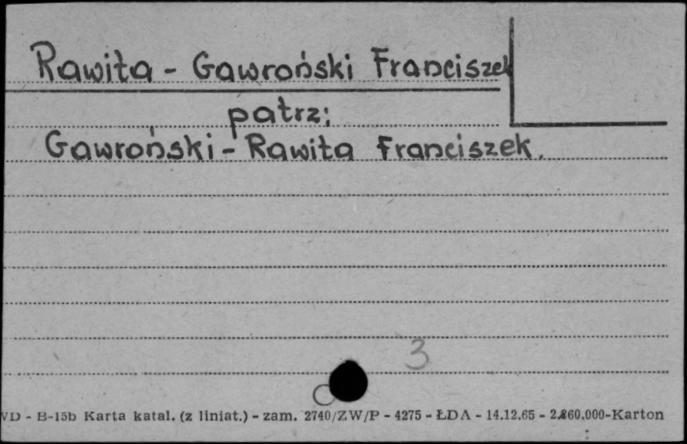 Rawita - Gawroński Franciszek
patrz;
Gawroński - Rawita Franciszek.
3
VD - B-15b Karta katal. (z liniat.) - zam. 2740/ZW/P - 4275 - ŁDA - 14.12.65 - 2.860.000-Karton